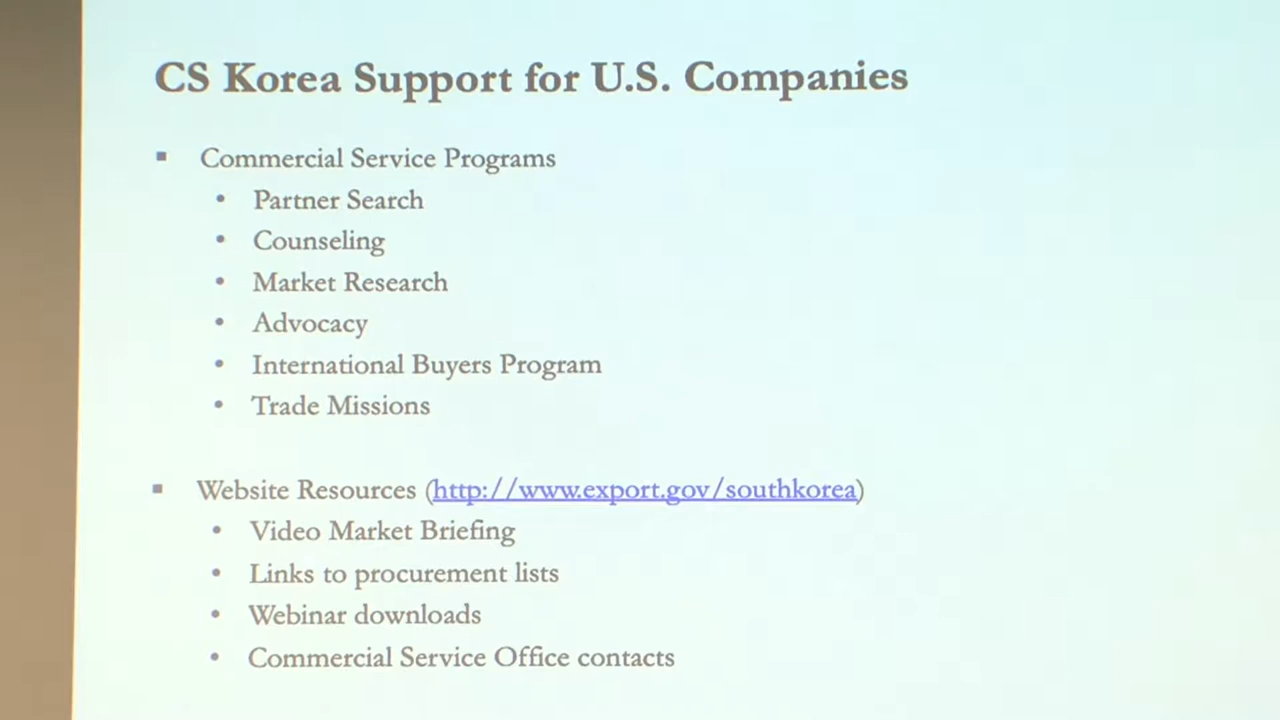 CS Korea Support for U.S. Companies
▪ Commercial Service Programs
• Partner Search
• Counseling
• Market Research
• Advocacy
• International Buyers Program
• Trade Missions
▪ Website Resources (http://www.export.gov/southkorea)
• Video Market Briefing
• Links to procurement lists
• Webinar downloads
• Commercial Service Office contacts